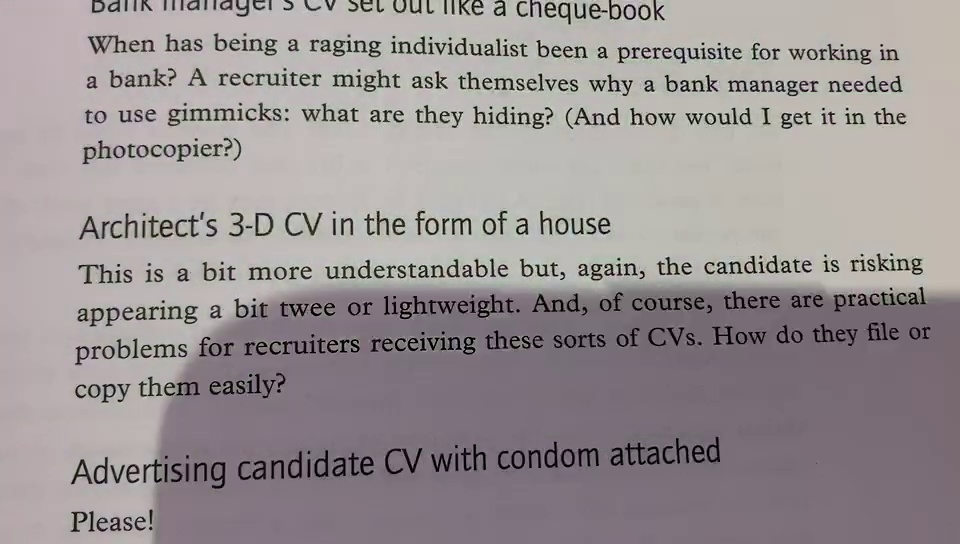 Bank manager's CV set out like a cheque-book
When has being a raging individualist been a prerequisite for working in
a bank? A recruiter might ask themselves why a bank manager needed
to use gimmicks: what are they hiding? (And how would I get it in the
photocopier?)
Architect's 3-D CV in the form of a house
This is a bit more understandable but, again, the candidate is risking
appearing a bit twee or lightweight. And, of course, there are practical
problems for recruiters receiving these sorts of CVs. How do they file or
copy them easily?
Advertising candidate CV with condom attached
Please!